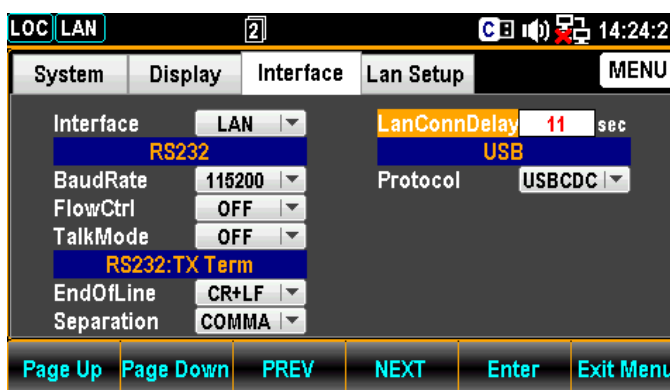 LOC LAN 2 C 14:24:2
System Display Interface Lan Setup MENU
Interface LAN
LanConnDelay 11 sec
RS232
USB
BaudRate 115200
Protocol USBCDC
FlowCtrl OFF
TalkMode OFF
RS232:TX Term
EndOfLine CR+LF
Separation COMMA
Page Up Page Down PREV NEXT Enter Exit Menu